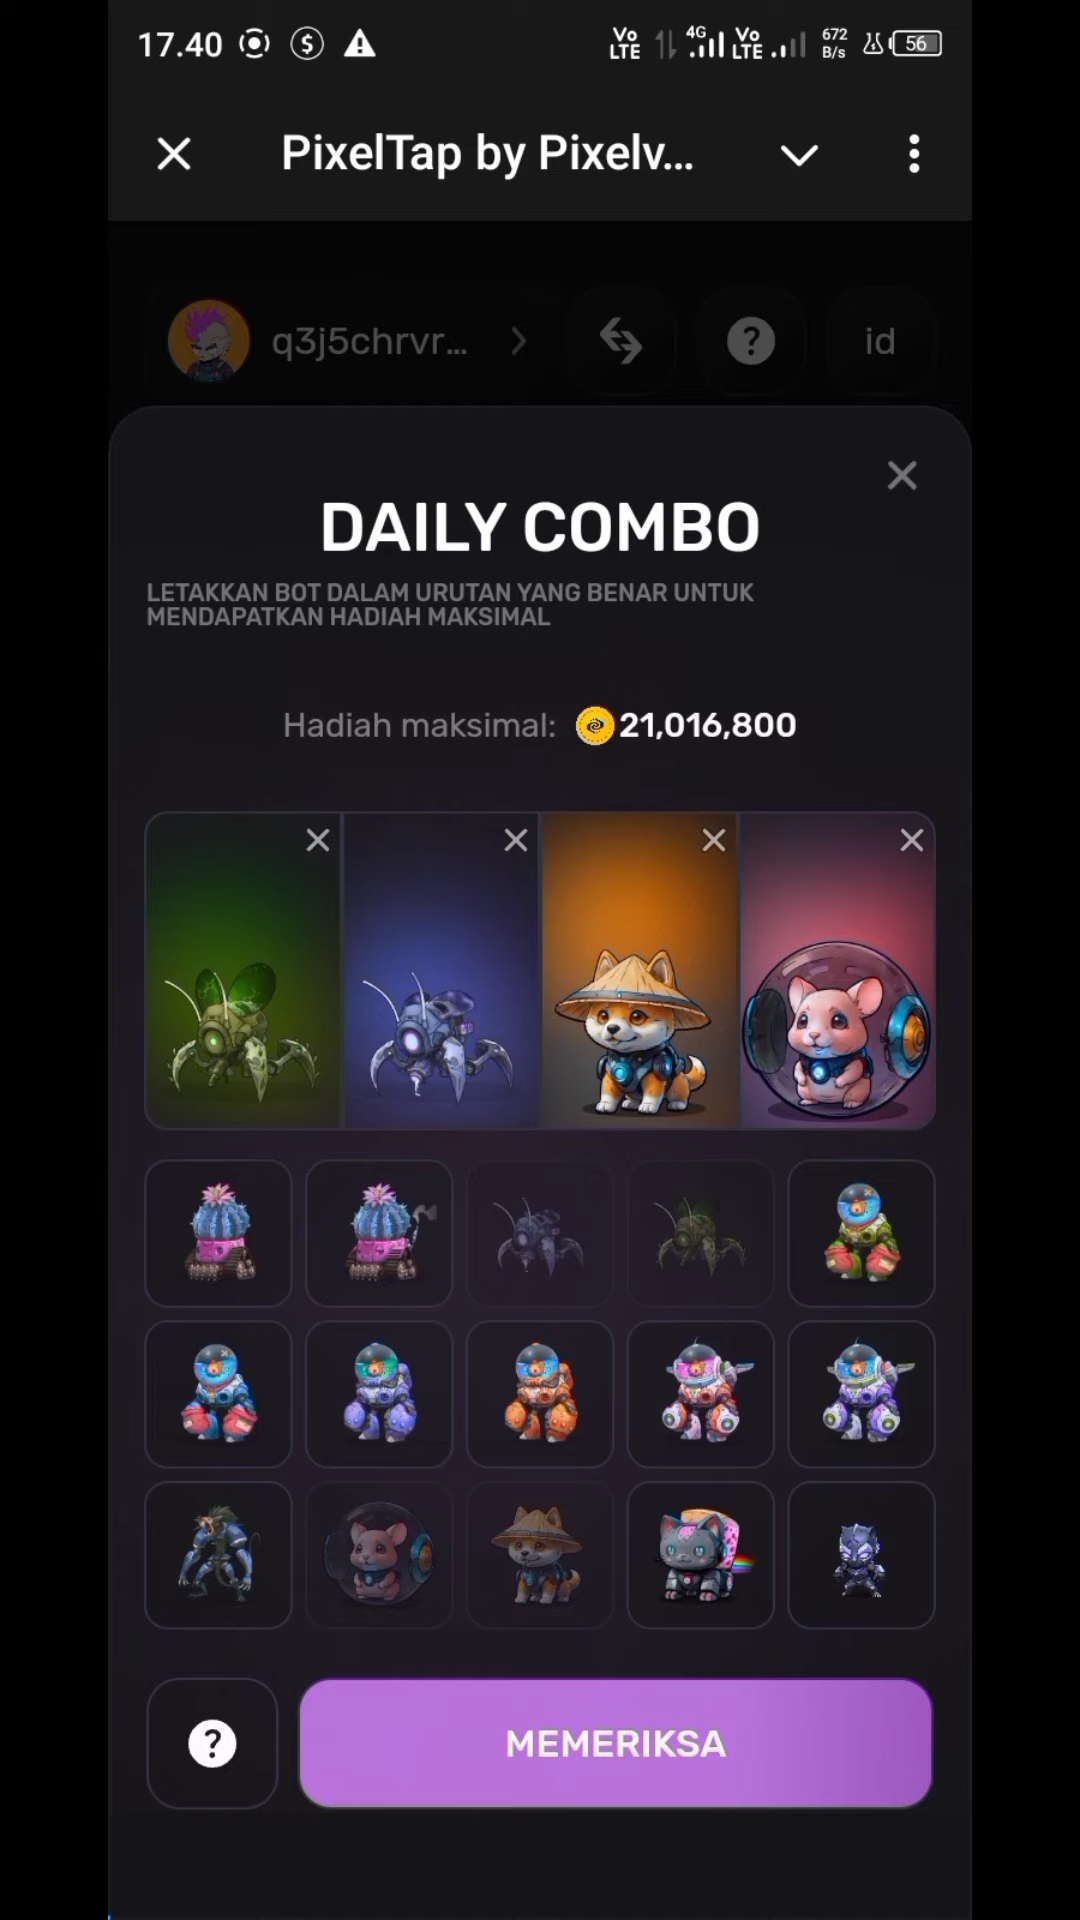 17.40
Vo LTE 4G Vo LTE 672 B/s 56
PixelTap by Pixelv...
q3j5chrvr... id
DAILY COMBO
LETAKKAN BOT DALAM URUTAN YANG BENAR UNTUK
MENDAPATKAN HADIAH MAKSIMAL
Hadiah maksimal: 21,016,800
MEMERIKSA